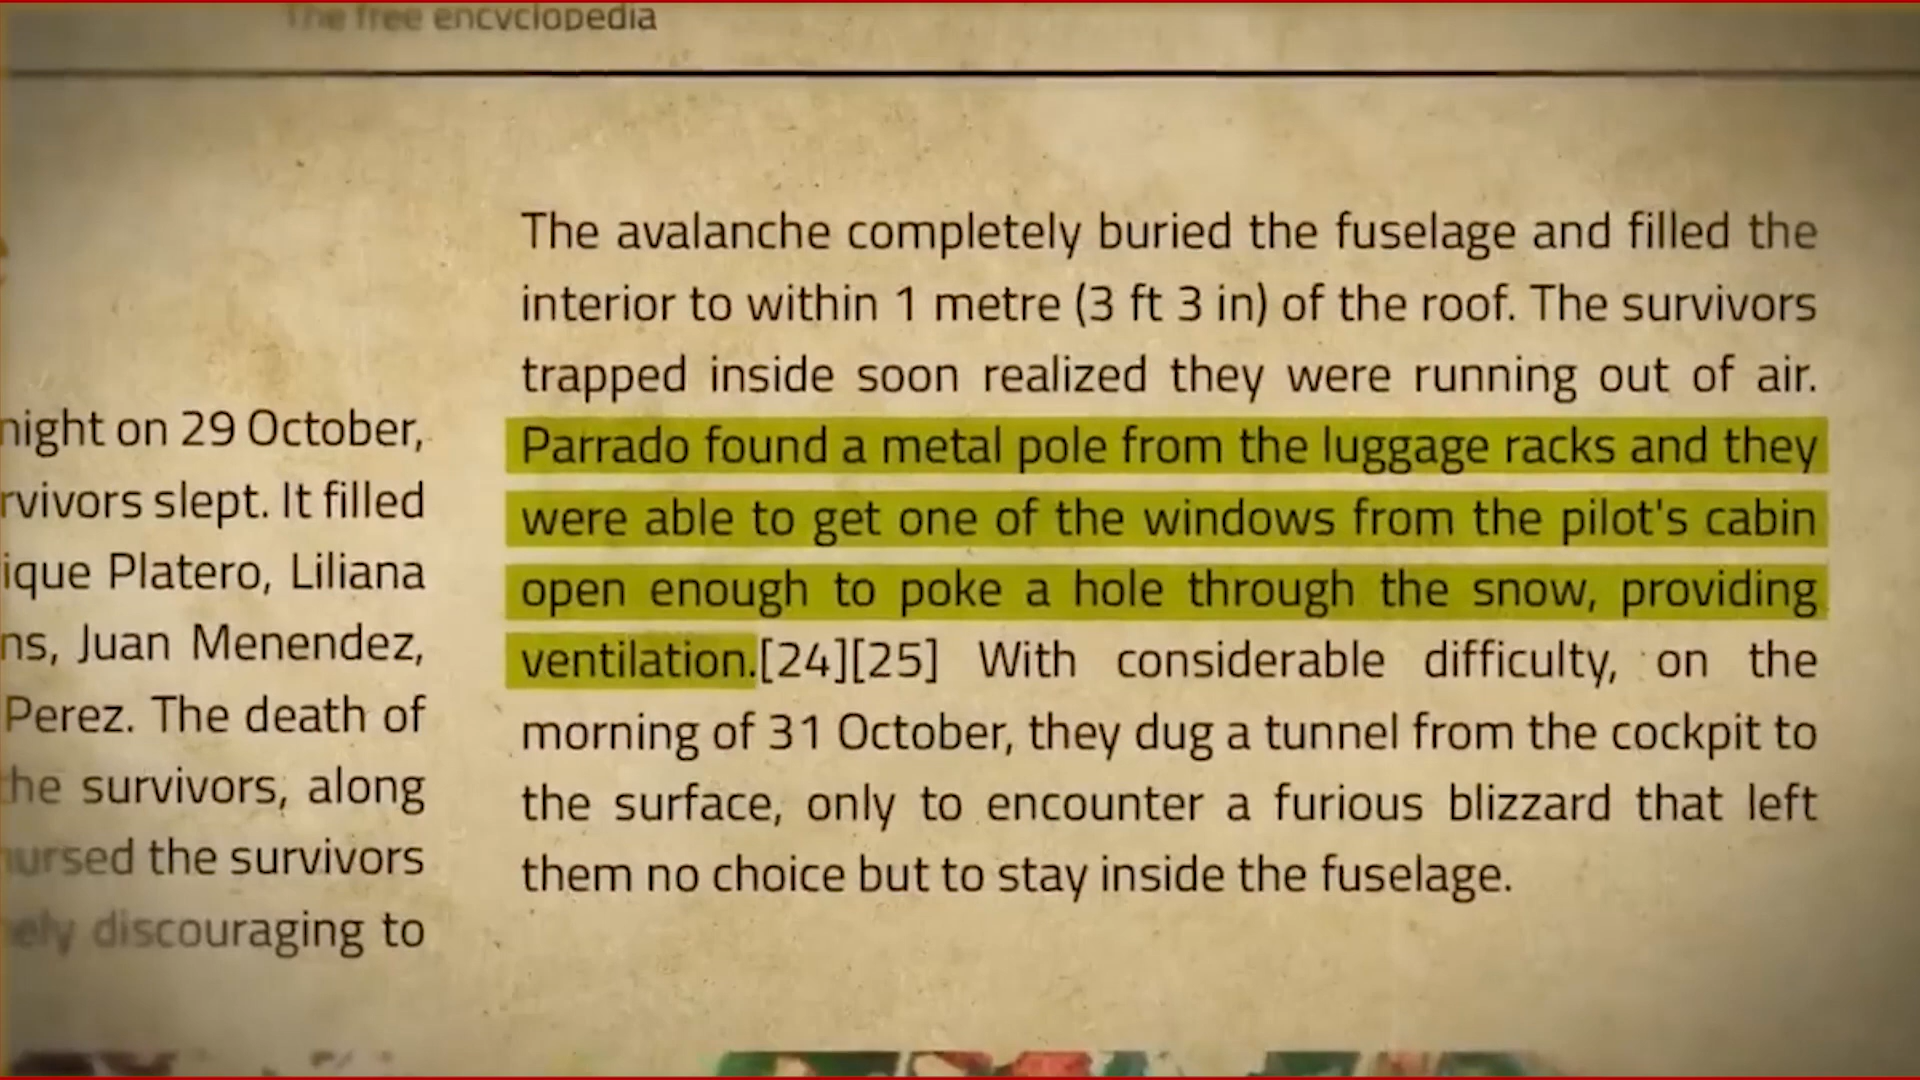 The free encyclopedia
night on 29 October,
rvivors slept. It filled
ique Platero, Liliana
ns, Juan Menendez,
Perez. The death of
the survivors, along
nursed the survivors
ely discouraging to
The avalanche completely buried the fuselage and filled the
interior to within 1 metre (3 ft 3 in) of the roof. The survivors
trapped inside soon realized they were running out of air.
Parrado found a metal pole from the luggage racks and they
were able to get one of the windows from the pilot's cabin
open enough to poke a hole through the snow, providing
ventilation.[24][25] With considerable difficulty, on the
morning of 31 October, they dug a tunnel from the cockpit to
the surface, only to encounter a furious blizzard that left
them no choice but to stay inside the fuselage.